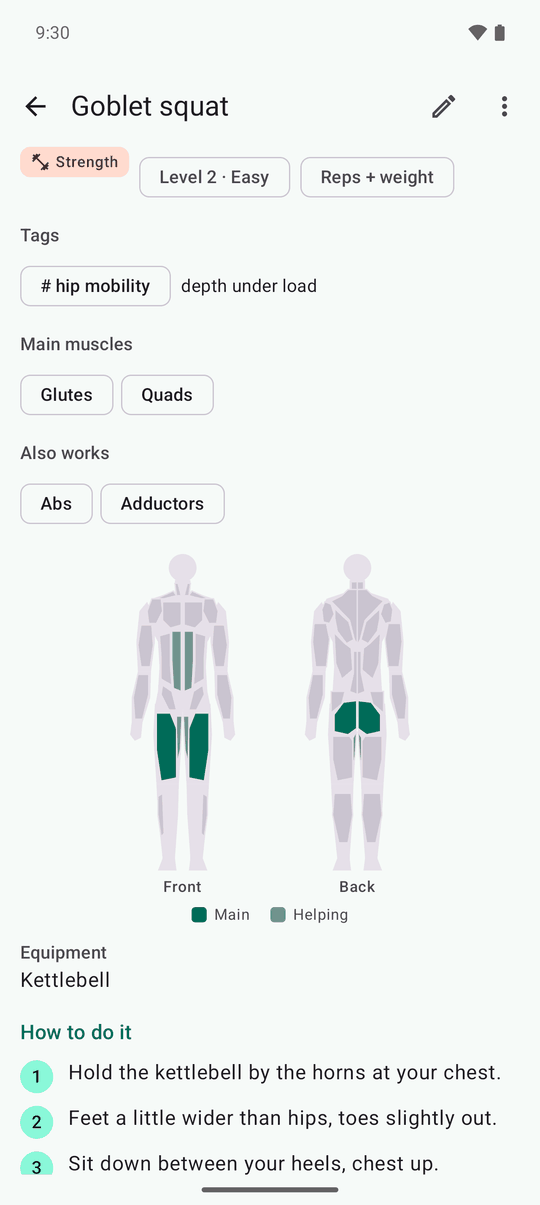 9:30
Goblet squat
Strength
Level 2 · Easy
Reps + weight
Tags
# hip mobility
depth under load
Main muscles
Glutes
Quads
Also works
Abs
Adductors
Front
Back
Main
Helping
Equipment
Kettlebell
How to do it
1 Hold the kettlebell by the horns at your chest.
2 Feet a little wider than hips, toes slightly out.
3 Sit down between your heels, chest up.